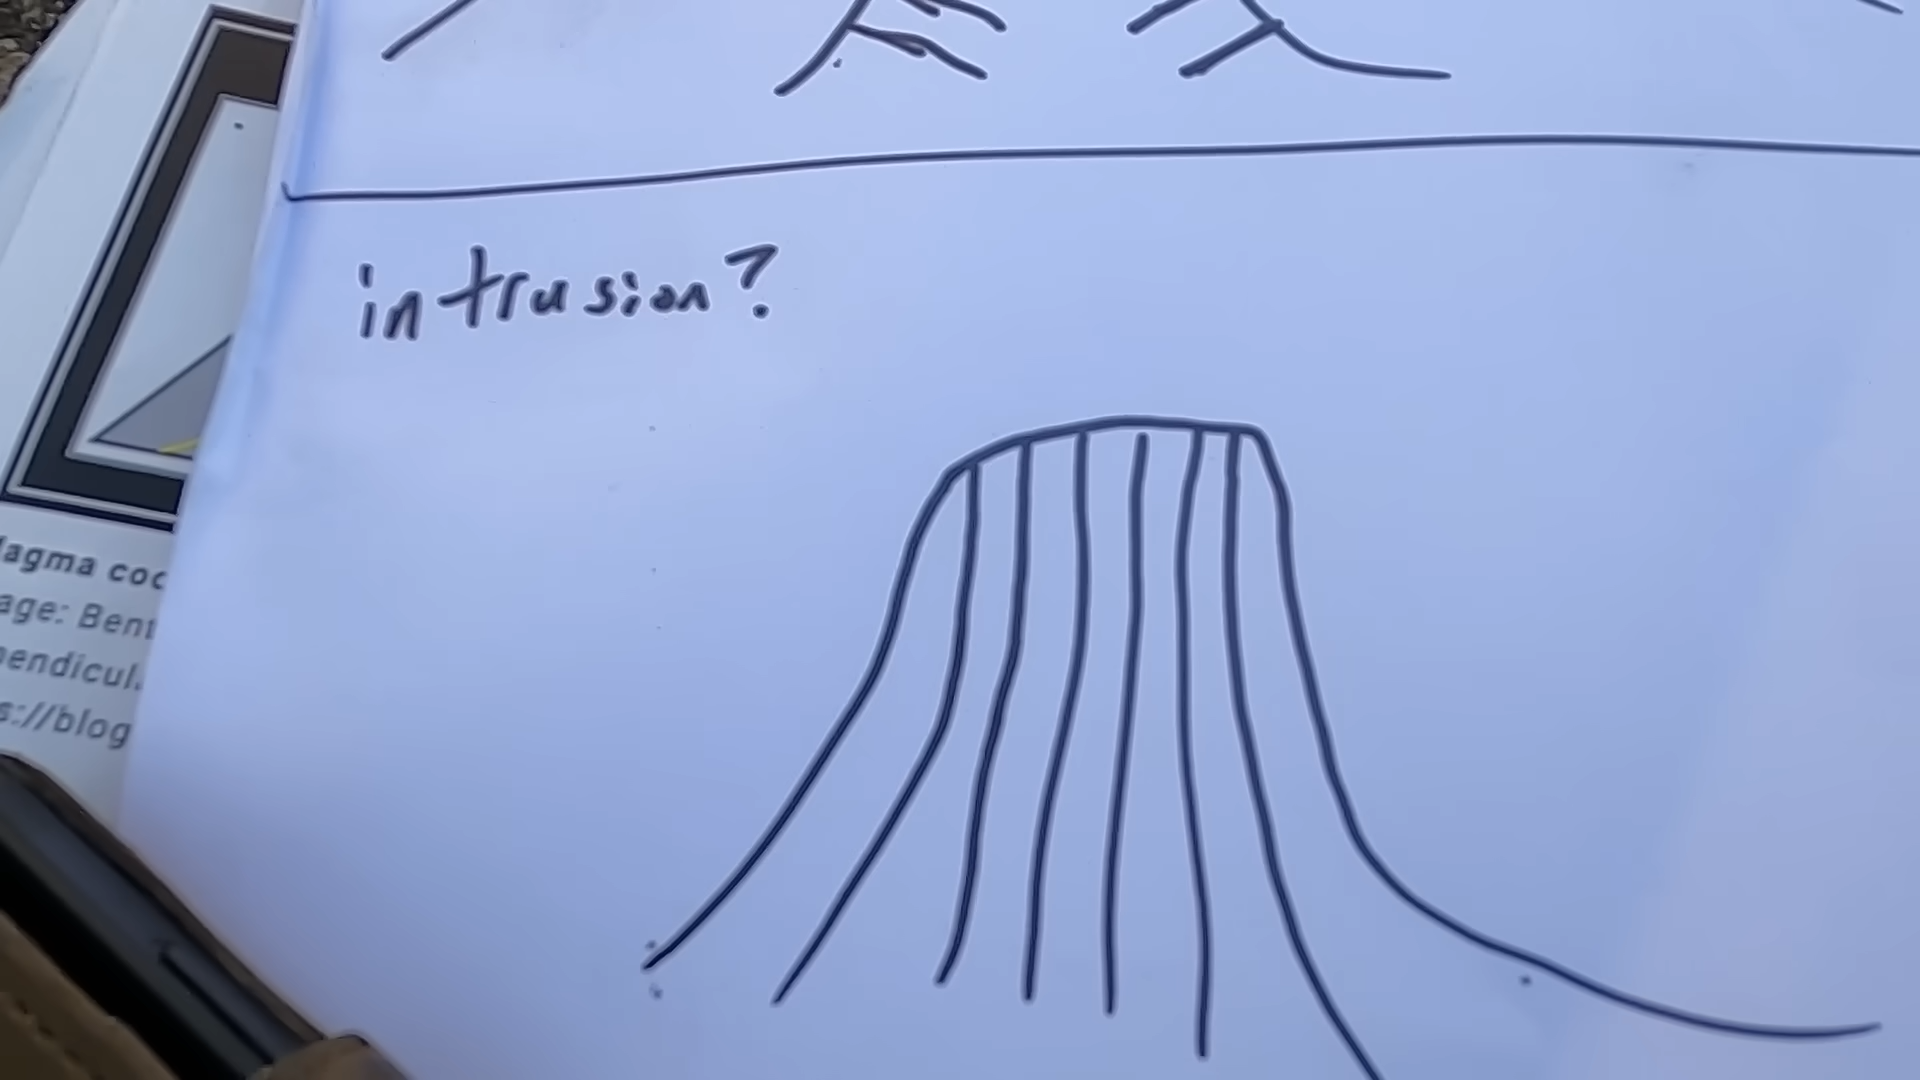 intrusion?
agma coo
age: Bent
endicul
s://blog